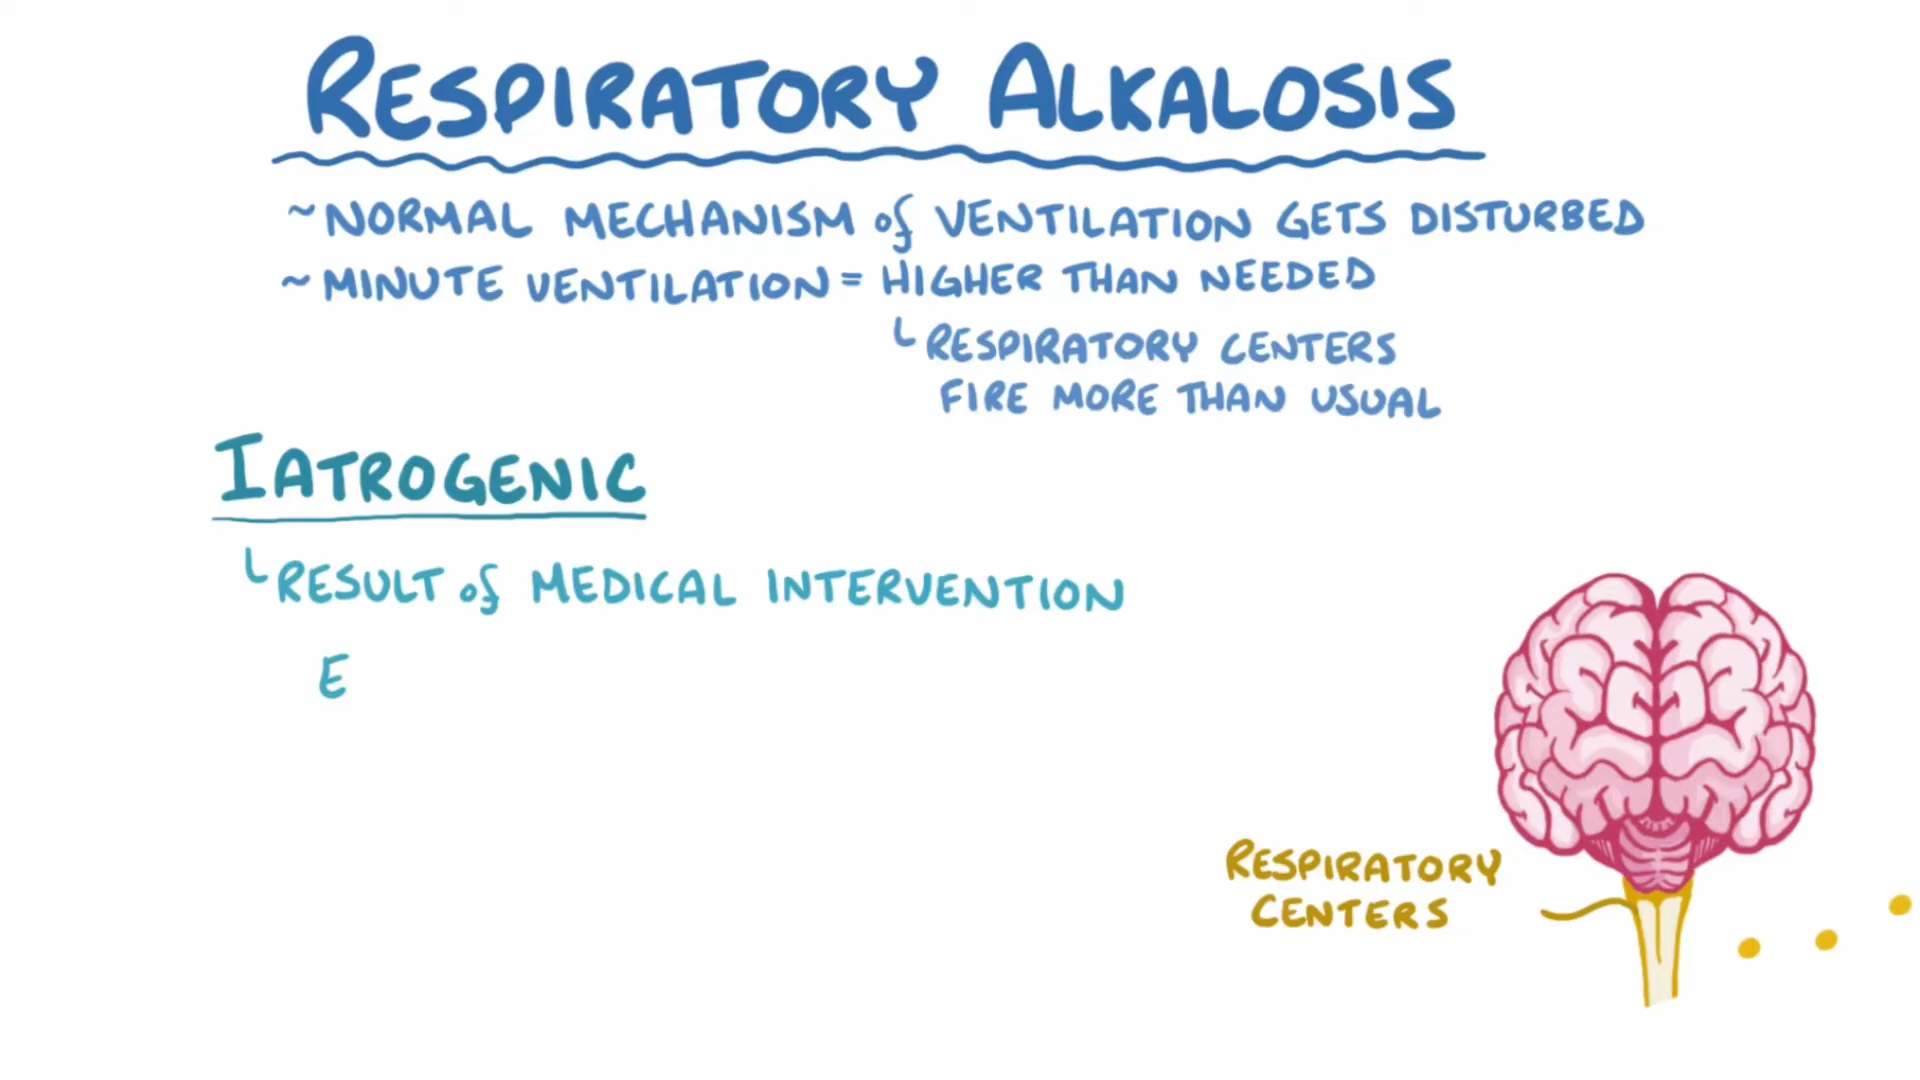 RESPIRATORY ALKALOSIS
~ NORMAL MECHANISM of VENTILATION GETS DISTURBED
~ MINUTE VENTILATION = HIGHER THAN NEEDED
RESPIRATORY CENTERS
FIRE MORE THAN USUAL
IATROGENIC
RESULT of MEDICAL INTERVENTION
E
RESPIRATORY
CENTERS